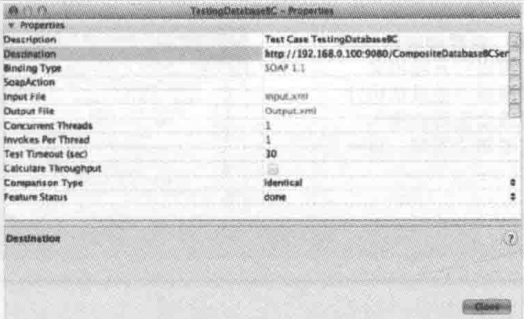 TestingDatabaseBC - Properties
Properties
Description Test Case TestingDatabaseBC
Destination http://192.168.0.100:9080/CompositeDatabaseBCSer
Binding Type SOAP 1.1
SoapAction
Input File Input.xml
Output File Output.xml
Concurrent Threads 1
Invokes Per Thread 1
Test Timeout (sec) 30
Calculate Throughput
Comparison Type identical
Feature Status done
Destination
?
Close